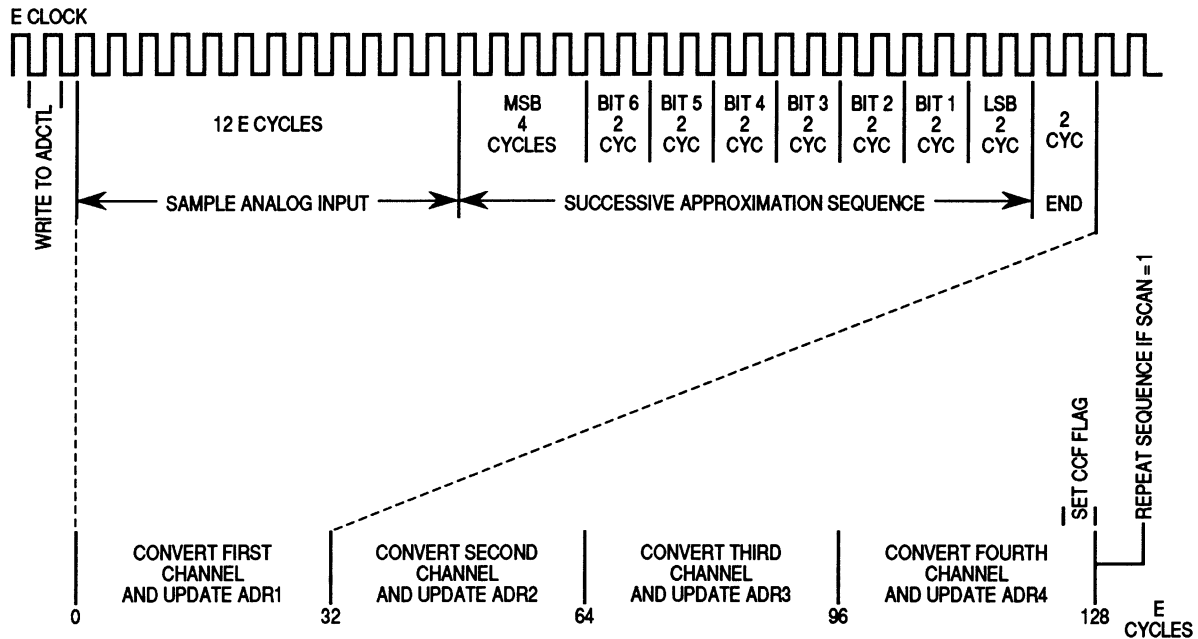 E CLOCK
WRITE TO ADCTL
12 E CYCLES
MSB
4
CYCLES
BIT 6
2
CYC
BIT 5
2
CYC
BIT 4
2
CYC
BIT 3
2
CYC
BIT 2
2
CYC
BIT 1
2
CYC
LSB
2
CYC
2
CYC
SAMPLE ANALOG INPUT
SUCCESSIVE APPROXIMATION SEQUENCE
END
SET CCF FLAG
REPEAT SEQUENCE IF SCAN = 1
CONVERT FIRST
CHANNEL
AND UPDATE ADR1
CONVERT SECOND
CHANNEL
AND UPDATE ADR2
CONVERT THIRD
CHANNEL
AND UPDATE ADR3
CONVERT FOURTH
CHANNEL
AND UPDATE ADR4
0
32
64
96
128
E
CYCLES